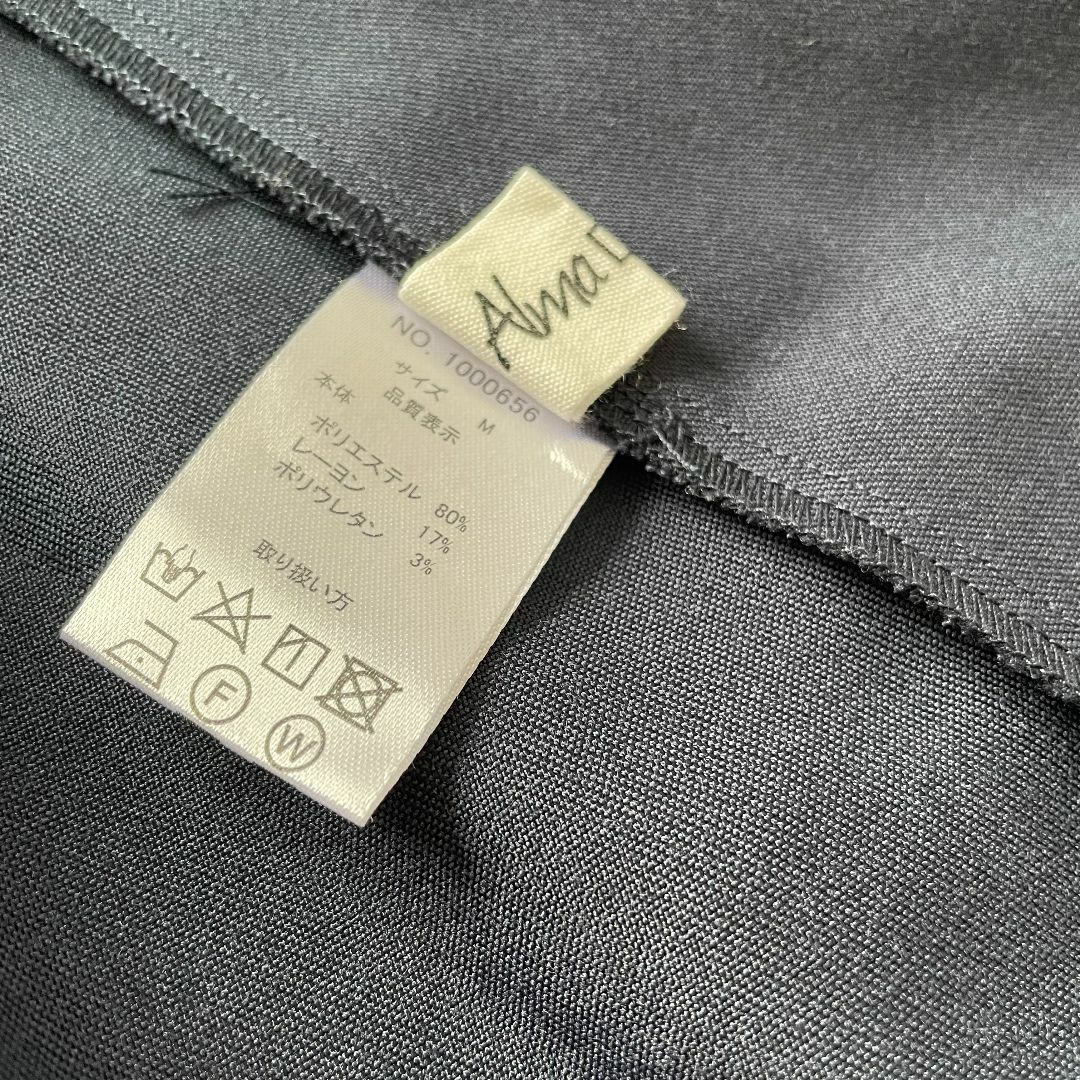 Alma
NO. 1000656
サイズ M
品質表示
本体
ポリエステル 80%
レーヨン 17%
ポリウレタン 3%
取り扱い方
F
W